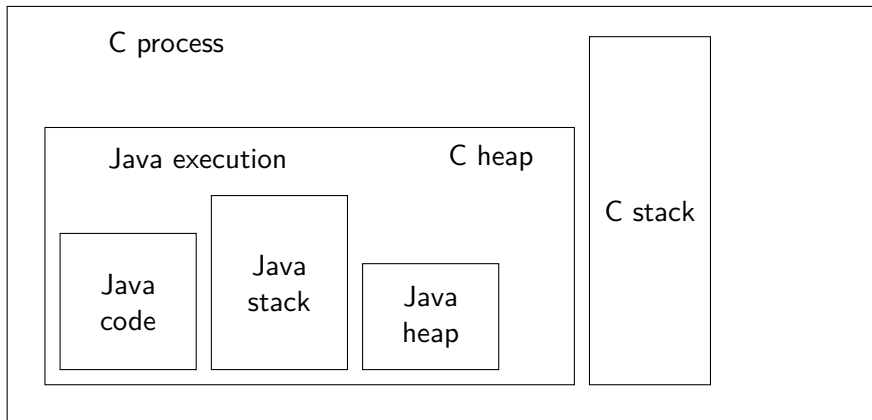 C process
Java execution
C heap
Java
code
Java
stack
Java
heap
C stack